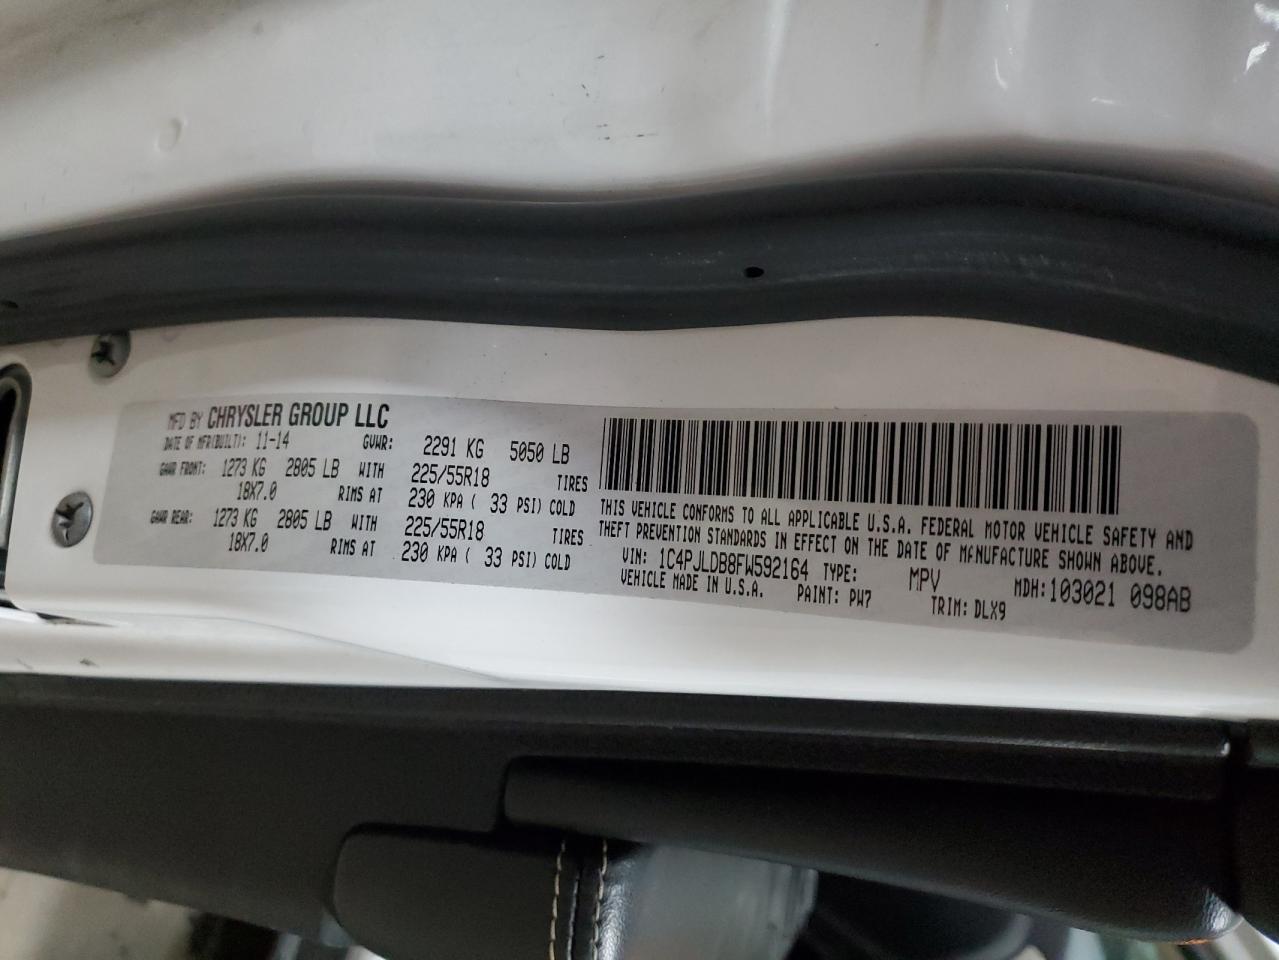 MFD BY CHRYSLER GROUP LLC
DATE OF MFR(BUILT): 11-14 GVWR: 2291 KG 5050 LB
GAWR FRONT: 1273 KG 2805 LB WITH 225/55R18 TIRES
18X7.0 RIMS AT 230 KPA ( 33 PSI) COLD
GAWR REAR: 1273 KG 2805 LB WITH 225/55R18 TIRES
18X7.0 RIMS AT 230 KPA ( 33 PSI) COLD
THIS VEHICLE CONFORMS TO ALL APPLICABLE U.S.A. FEDERAL MOTOR VEHICLE SAFETY AND
THEFT PREVENTION STANDARDS IN EFFECT ON THE DATE OF MANUFACTURE SHOWN ABOVE.
VIN: 1C4PJLDB8FW592164 TYPE: MPV MDH:103021 098AB
VEHICLE MADE IN U.S.A. PAINT: PW7 TRIM: DLX9